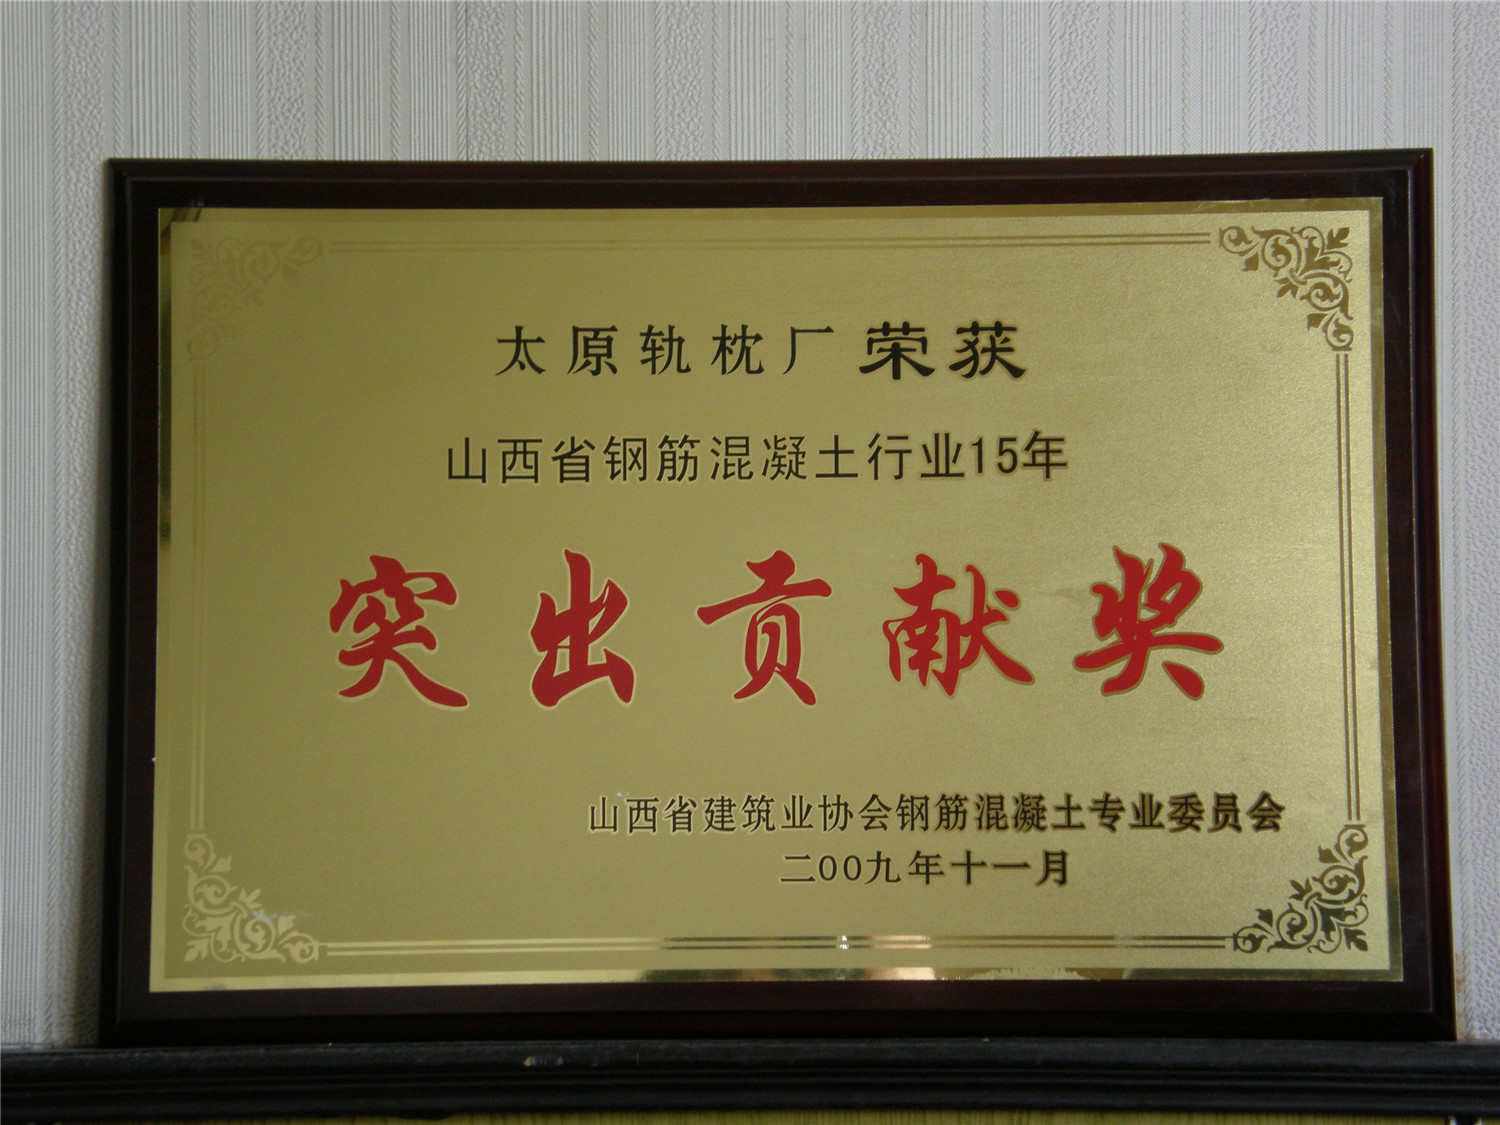 太原轨枕厂荣获
山西省钢筋混凝土行业15年
突出贡献奖
山西省建筑业协会钢筋混凝土专业委员会
二00九年十一月